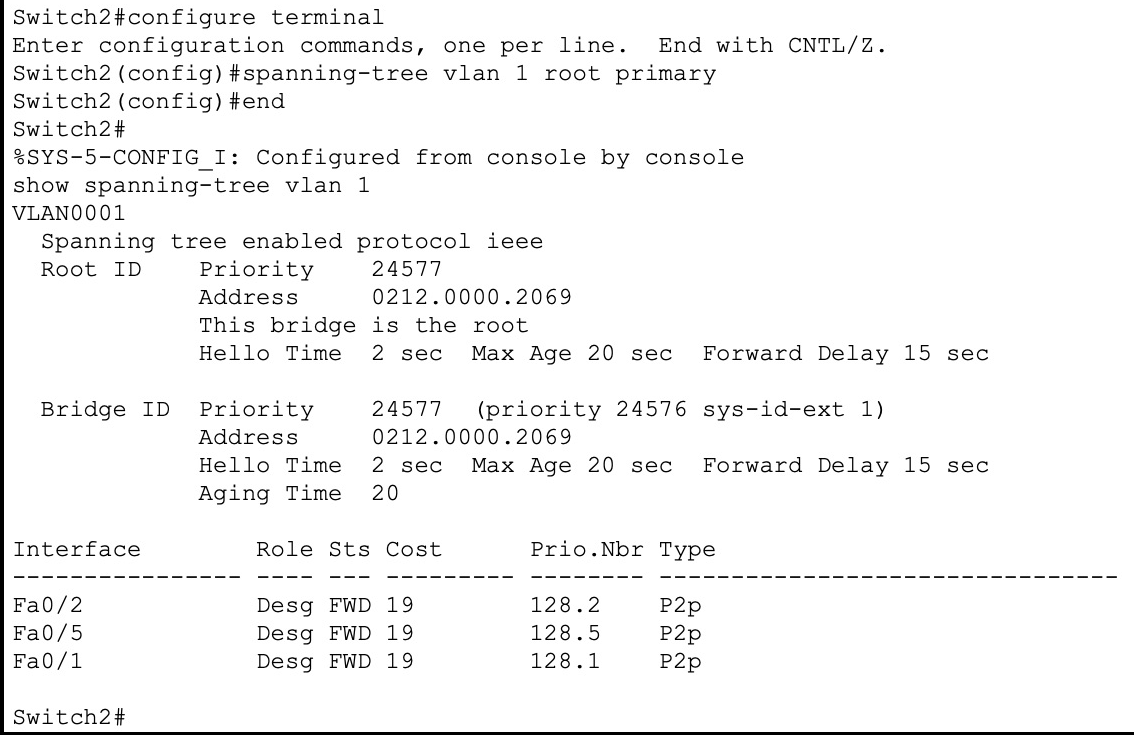 Switch2#configure terminal
Enter configuration commands, one per line.  End with CNTL/Z.
Switch2(config)#spanning-tree vlan 1 root primary
Switch2(config)#end
Switch2#
%SYS-5-CONFIG_I: Configured from console by console
show spanning-tree vlan 1
VLAN0001
  Spanning tree enabled protocol ieee
  Root ID    Priority    24577
             Address     0212.0000.2069
             This bridge is the root
             Hello Time  2 sec  Max Age 20 sec  Forward Delay 15 sec

  Bridge ID  Priority    24577  (priority 24576 sys-id-ext 1)
             Address     0212.0000.2069
             Hello Time  2 sec  Max Age 20 sec  Forward Delay 15 sec
             Aging Time  20

Interface        Role Sts Cost      Prio.Nbr Type
---------------- ---- --- --------- -------- --------------------------------
Fa0/2            Desg FWD 19        128.2    P2p
Fa0/5            Desg FWD 19        128.5    P2p
Fa0/1            Desg FWD 19        128.1    P2p

Switch2#